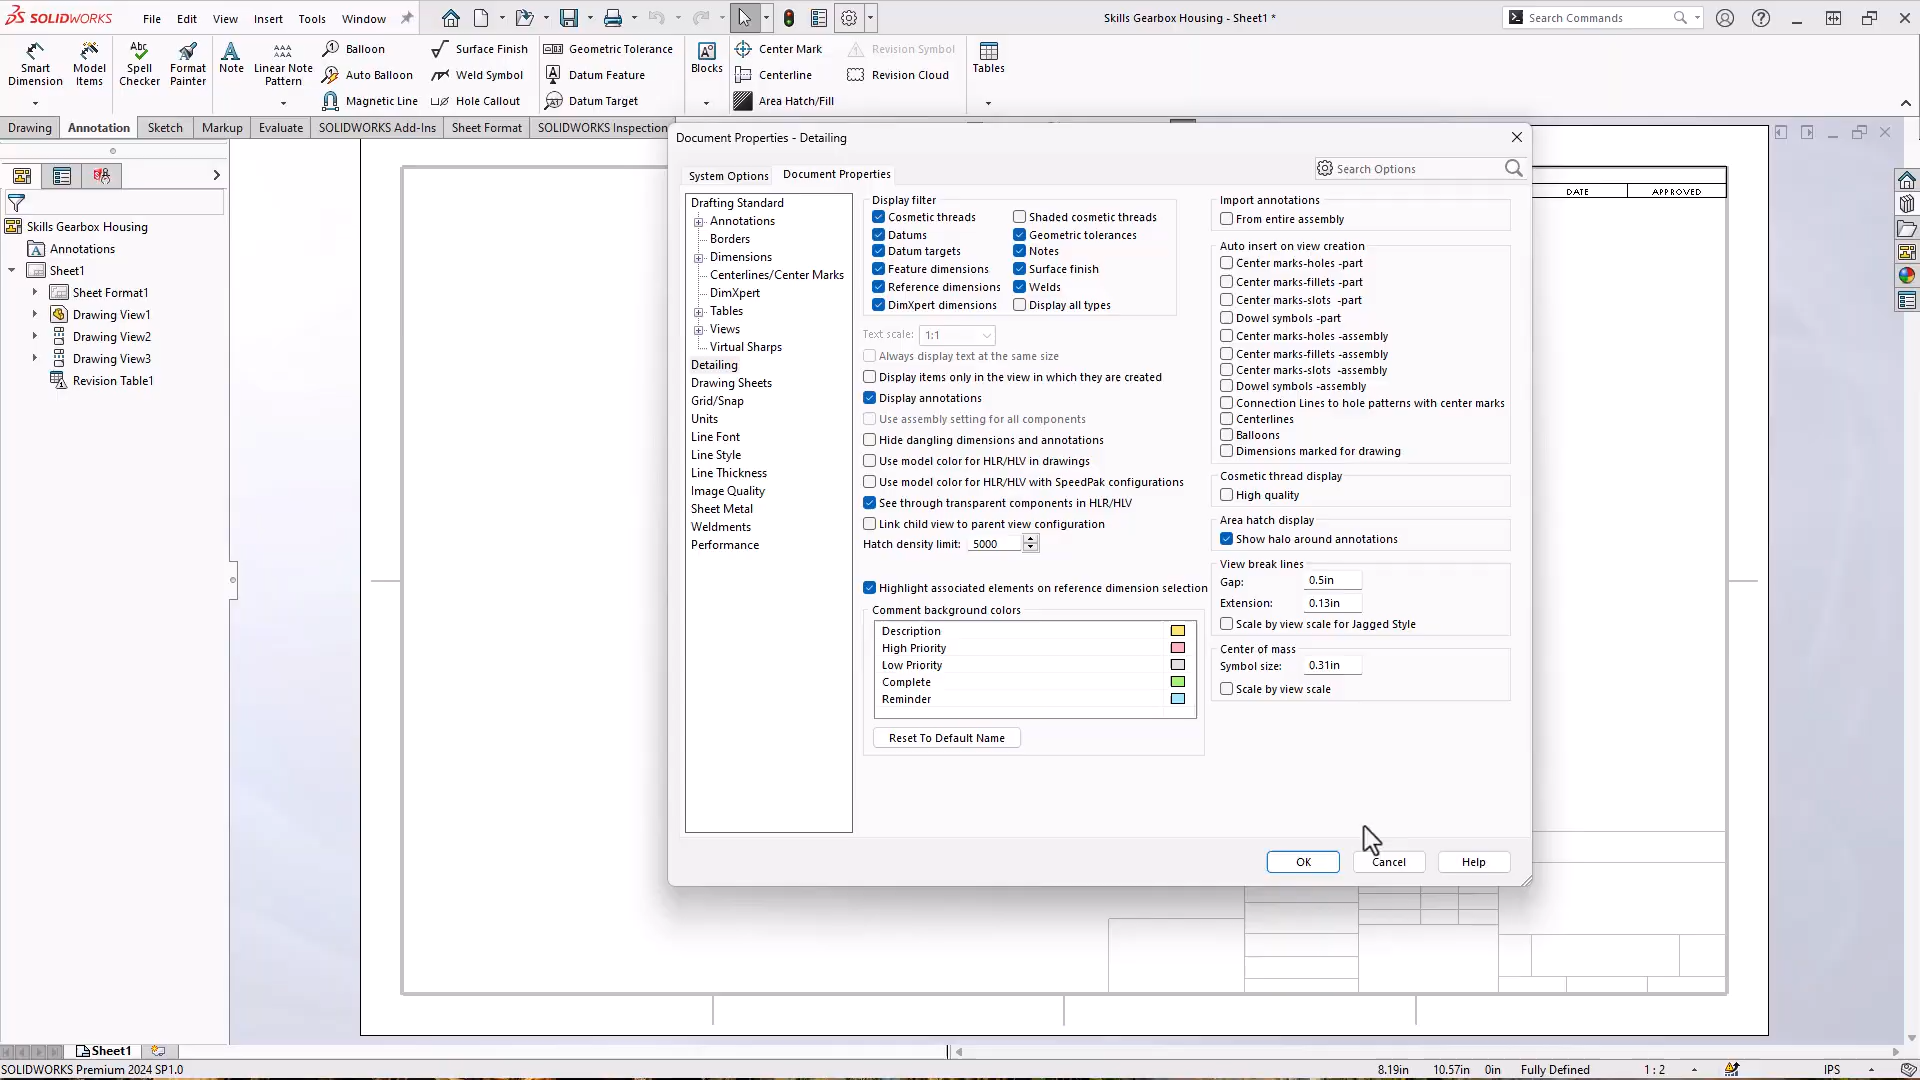 SOLIDWORKS File Edit View Insert Tools Window Skills Gearbox Housing - Sheet1 * Search Commands
Smart Dimension
Model Items
Spell Checker
Format Painter
Note
Linear Note Pattern
Balloon
Auto Balloon
Magnetic Line
Surface Finish
Weld Symbol
Hole Callout
Geometric Tolerance
Datum Feature
Datum Target
Blocks
Center Mark
Centerline
Area Hatch/Fill
Revision Symbol
Revision Cloud
Tables
Drawing Annotation Sketch Markup Evaluate SOLIDWORKS Add-Ins Sheet Format SOLIDWORKS Inspection
Skills Gearbox Housing
Annotations
Sheet1
Sheet Format1
Drawing View1
Drawing View2
Drawing View3
Revision Table1
DATE APPROVED
Document Properties - Detailing
System Options Document Properties
Search Options
Drafting Standard
Annotations
Borders
Dimensions
Centerlines/Center Marks
DimXpert
Tables
Views
Virtual Sharps
Detailing
Drawing Sheets
Grid/Snap
Units
Line Font
Line Style
Line Thickness
Image Quality
Sheet Metal
Weldments
Performance
Display filter
Cosmetic threads Shaded cosmetic threads
Datums Geometric tolerances
Datum targets Notes
Feature dimensions Surface finish
Reference dimensions Welds
DimXpert dimensions Display all types
Text scale: 1:1
Always display text at the same size
Display items only in the view in which they are created
Display annotations
Use assembly setting for all components
Hide dangling dimensions and annotations
Use model color for HLR/HLV in drawings
Use model color for HLR/HLV with SpeedPak configurations
See through transparent components in HLR/HLV
Link child view to parent view configuration
Hatch density limit: 5000
Highlight associated elements on reference dimension selection
Comment background colors
Description
High Priority
Low Priority
Complete
Reminder
Reset To Default Name
Import annotations
From entire assembly
Auto insert on view creation
Center marks-holes -part
Center marks-fillets -part
Center marks-slots -part
Dowel symbols -part
Center marks-holes -assembly
Center marks-fillets -assembly
Center marks-slots -assembly
Dowel symbols -assembly
Connection Lines to hole patterns with center marks
Centerlines
Balloons
Dimensions marked for drawing
Cosmetic thread display
High quality
Area hatch display
Show halo around annotations
View break lines
Gap: 0.5in
Extension: 0.13in
Scale by view scale for Jagged Style
Center of mass
Symbol size: 0.31in
Scale by view scale
OK Cancel Help
Sheet1
SOLIDWORKS Premium 2024 SP1.0 8.19in 10.57in 0in Fully Defined 1 : 2 IPS